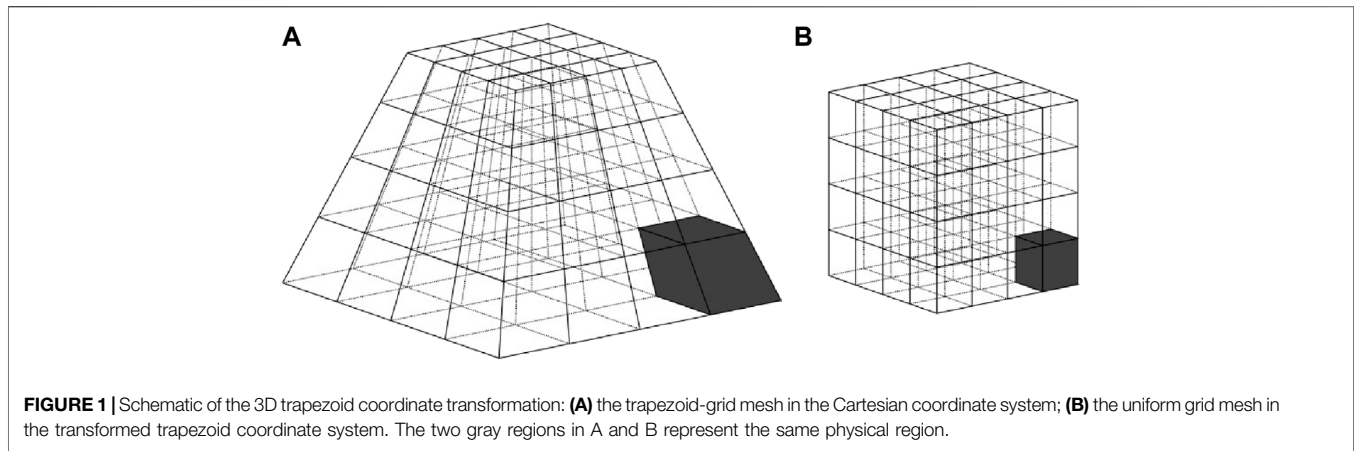 A
B
FIGURE 1 | Schematic of the 3D trapezoid coordinate transformation: (A) the trapezoid-grid mesh in the Cartesian coordinate system; (B) the uniform grid mesh in
the transformed trapezoid coordinate system. The two gray regions in A and B represent the same physical region.